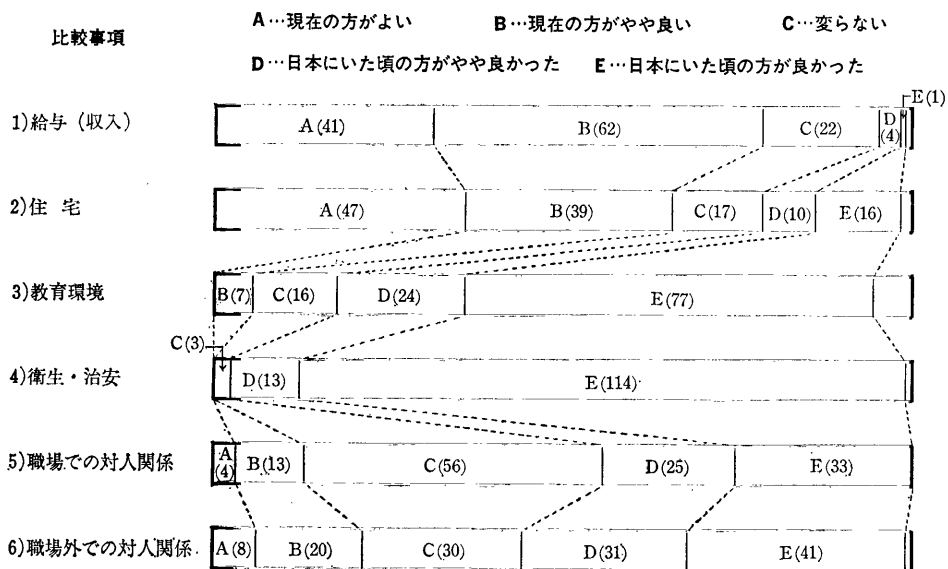 比較事項
A…現在の方がよい B…現在の方がやや良い C…変らない
D…日本にいた頃の方がやや良かった E…日本にいた頃の方が良かった
1)給与（収入） A(41) B(62) C(22) D(4) E(1)
2)住 宅 A(47) B(39) C(17) D(10) E(16)
3)教育環境 B(7) C(16) D(24) E(77)
4)衛生・治安 C(3) D(13) E(114)
5)職場での対人関係 A(4) B(13) C(56) D(25) E(33)
6)職場外での対人関係 A(8) B(20) C(30) D(31) E(41)